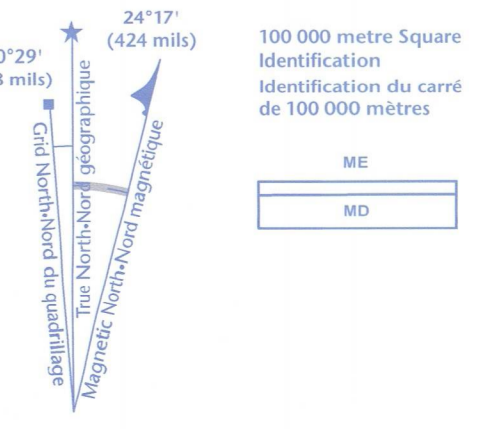 24°17'
(424 mils)
0°29'
mils)
Grid North•Nord du quadrillage
True North•Nord géographique
Magnetic North•Nord magnétique
100 000 metre Square
Identification
Identification du carré
de 100 000 mètres
ME
MD